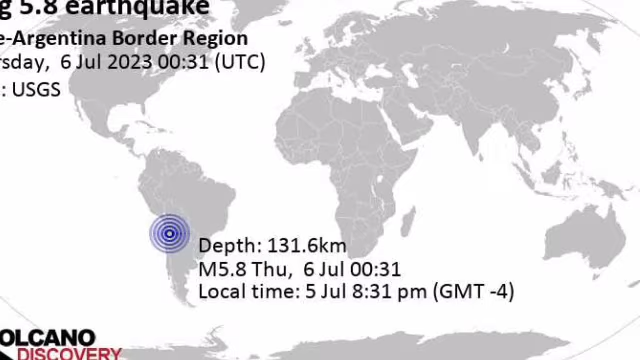 g 5.8 earthquake
e-Argentina Border Region
rsday, 6 Jul 2023 00:31 (UTC)
: USGS
Depth: 131.6km
M5.8 Thu, 6 Jul 00:31
Local time: 5 Jul 8:31 pm (GMT -4)
OLCANO
DISCOVERY